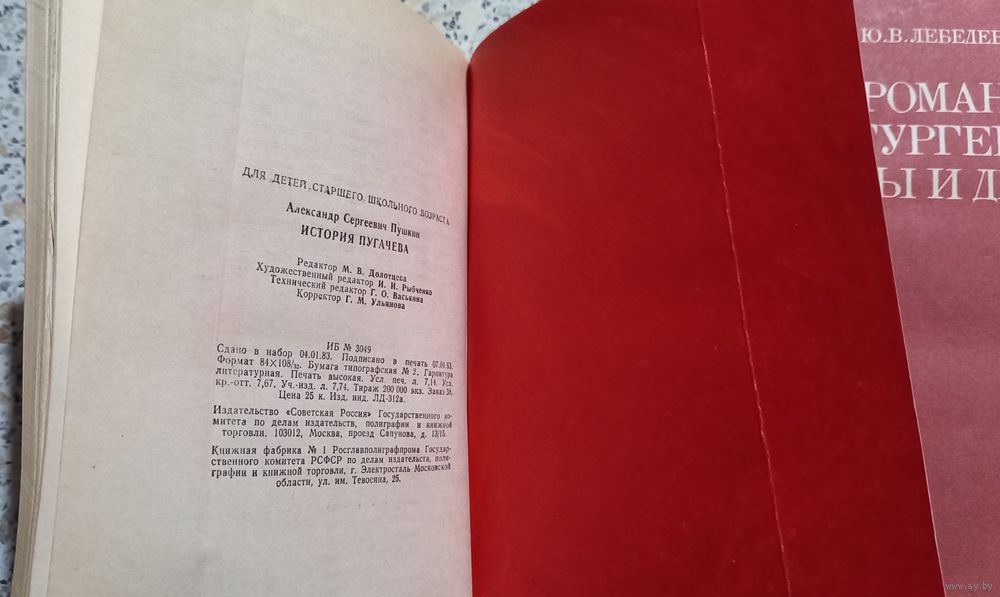 ДЛЯ ДЕТЕЙ СТАРШЕГО ШКОЛЬНОГО ВОЗРАСТА
Александр Сергеевич Пушкин
ИСТОРИЯ ПУГАЧЕВА
Редактор М. В. Долотцева
Художественный редактор И. И. Рыбченко
Технический редактор Г. О. Васькина
Корректор Г. М. Ульянова
ИБ № 3049
Сдано в набор 04.01.83. Подписано в печать
Формат 84×108/32. Бумага типографская № 2. Гарнитура
литературная. Печать высокая. Усл. печ. л. 7,14. Усл.
кр.-отт. 7,67. Уч.-изд. л. 7,74. Тираж 200 000 экз. Заказ 38.
Цена 25 к. Изд. инд. ЛД-312а.
Издательство «Советская Россия» Государственного ко-
митета по делам издательств, полиграфии и книжной
торговли. 103012, Москва, проезд Сапунова, д. 13/15.
Книжная фабрика № 1 Росглавполиграфпрома Государ-
ственного комитета РСФСР по делам издательств, поли-
графии и книжной торговли, г. Электросталь Московской
области, ул. им. Тевосяна, 25.
Ю.В.ЛЕБЕДЕВ
РОМАН
ТУРГЕН
Ы И Д
www.ay.by